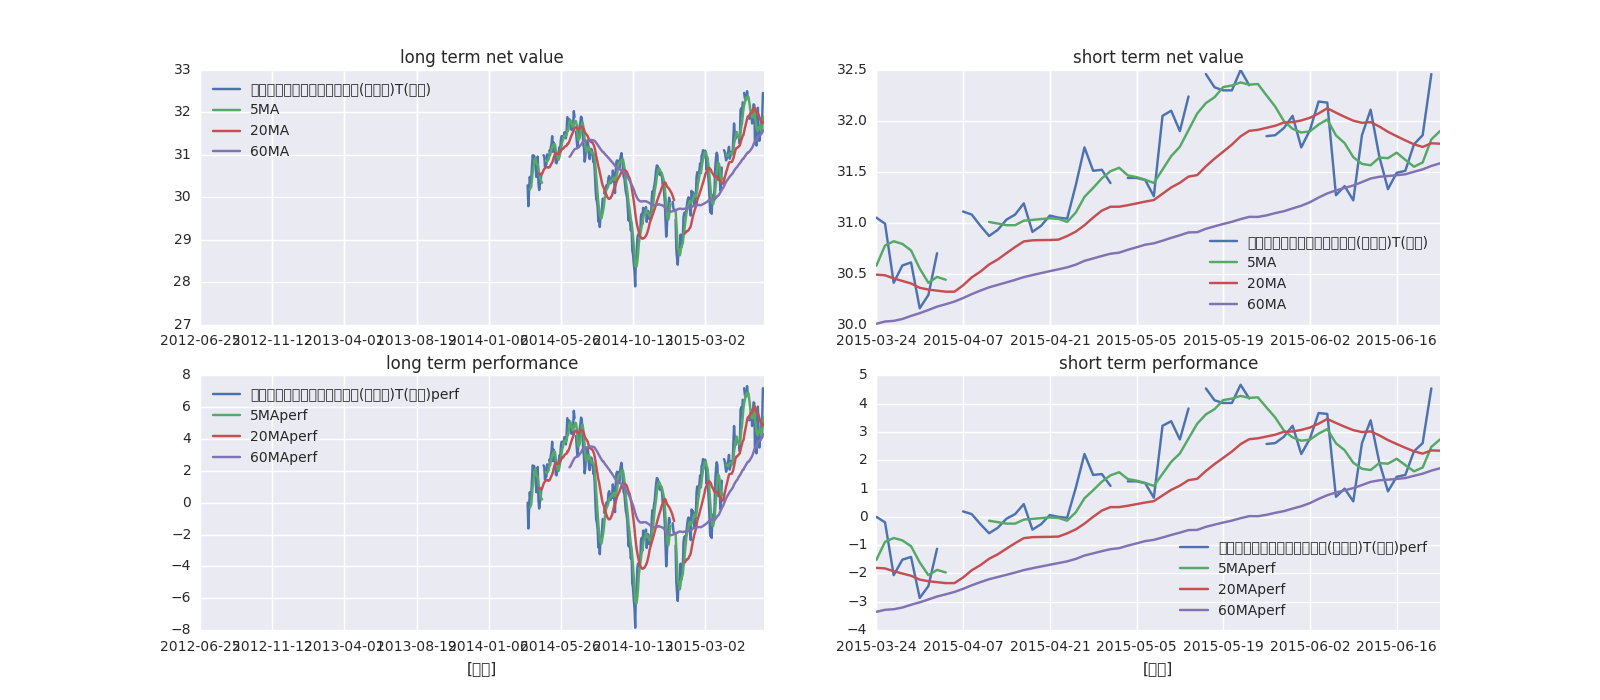 long term net value
33
32
31
30
29
28
27
(   )T(  )
5MA
20MA
60MA
2012-06-25 2012-11-12 2013-04-01 2013-08-19 2014-01-06 2014-05-26 2014-10-13 2015-03-02
short term net value
32.5
32.0
31.5
31.0
30.5
30.0
(   )T(  )
5MA
20MA
60MA
2015-03-24 2015-04-07 2015-04-21 2015-05-05 2015-05-19 2015-06-02 2015-06-16
long term performance
8
6
4
2
0
−2
−4
−6
−8
(   )T(  )perf
5MAperf
20MAperf
60MAperf
2012-06-25 2012-11-12 2013-04-01 2013-08-19 2014-01-06 2014-05-26 2014-10-13 2015-03-02
[  ]
short term performance
5
4
3
2
1
0
−1
−2
−3
−4
(   )T(  )perf
5MAperf
20MAperf
60MAperf
2015-03-24 2015-04-07 2015-04-21 2015-05-05 2015-05-19 2015-06-02 2015-06-16
[  ]